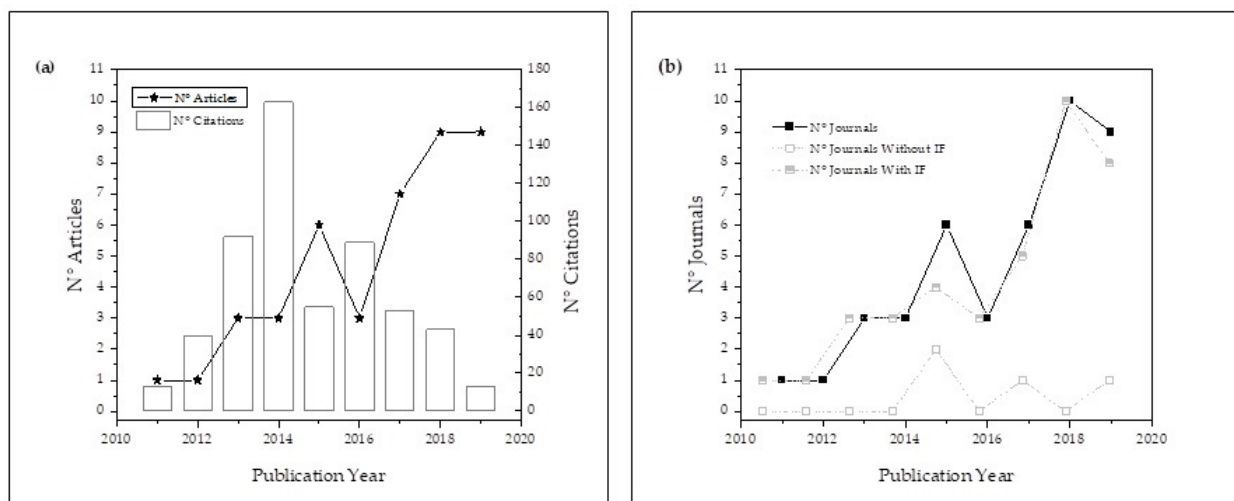 (a)
11
10
9
8
7
6
5
4
3
2
1
0
N° Articles
N° Articles
N° Citations
180
160
140
120
100
80
60
40
20
0
N° Citations
2010 2012 2014 2016 2018 2020
Publication Year
(b)
11
10
9
8
7
6
5
4
3
2
1
0
N° Journals
N° Journals
N° Journals Without IF
N° Journals With IF
2010 2012 2014 2016 2018 2020
Publication Year